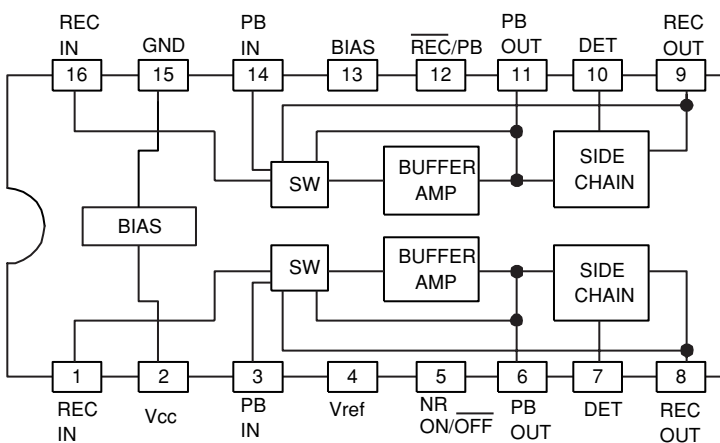 REC IN
GND
PB IN
BIAS
REC/PB
PB OUT
DET
REC OUT
16
15
14
13
12
11
10
9
SW
BUFFER AMP
SIDE CHAIN
BIAS
SW
BUFFER AMP
SIDE CHAIN
1
2
3
4
5
6
7
8
REC IN
Vcc
PB IN
Vref
NR ON/OFF
PB OUT
DET
REC OUT